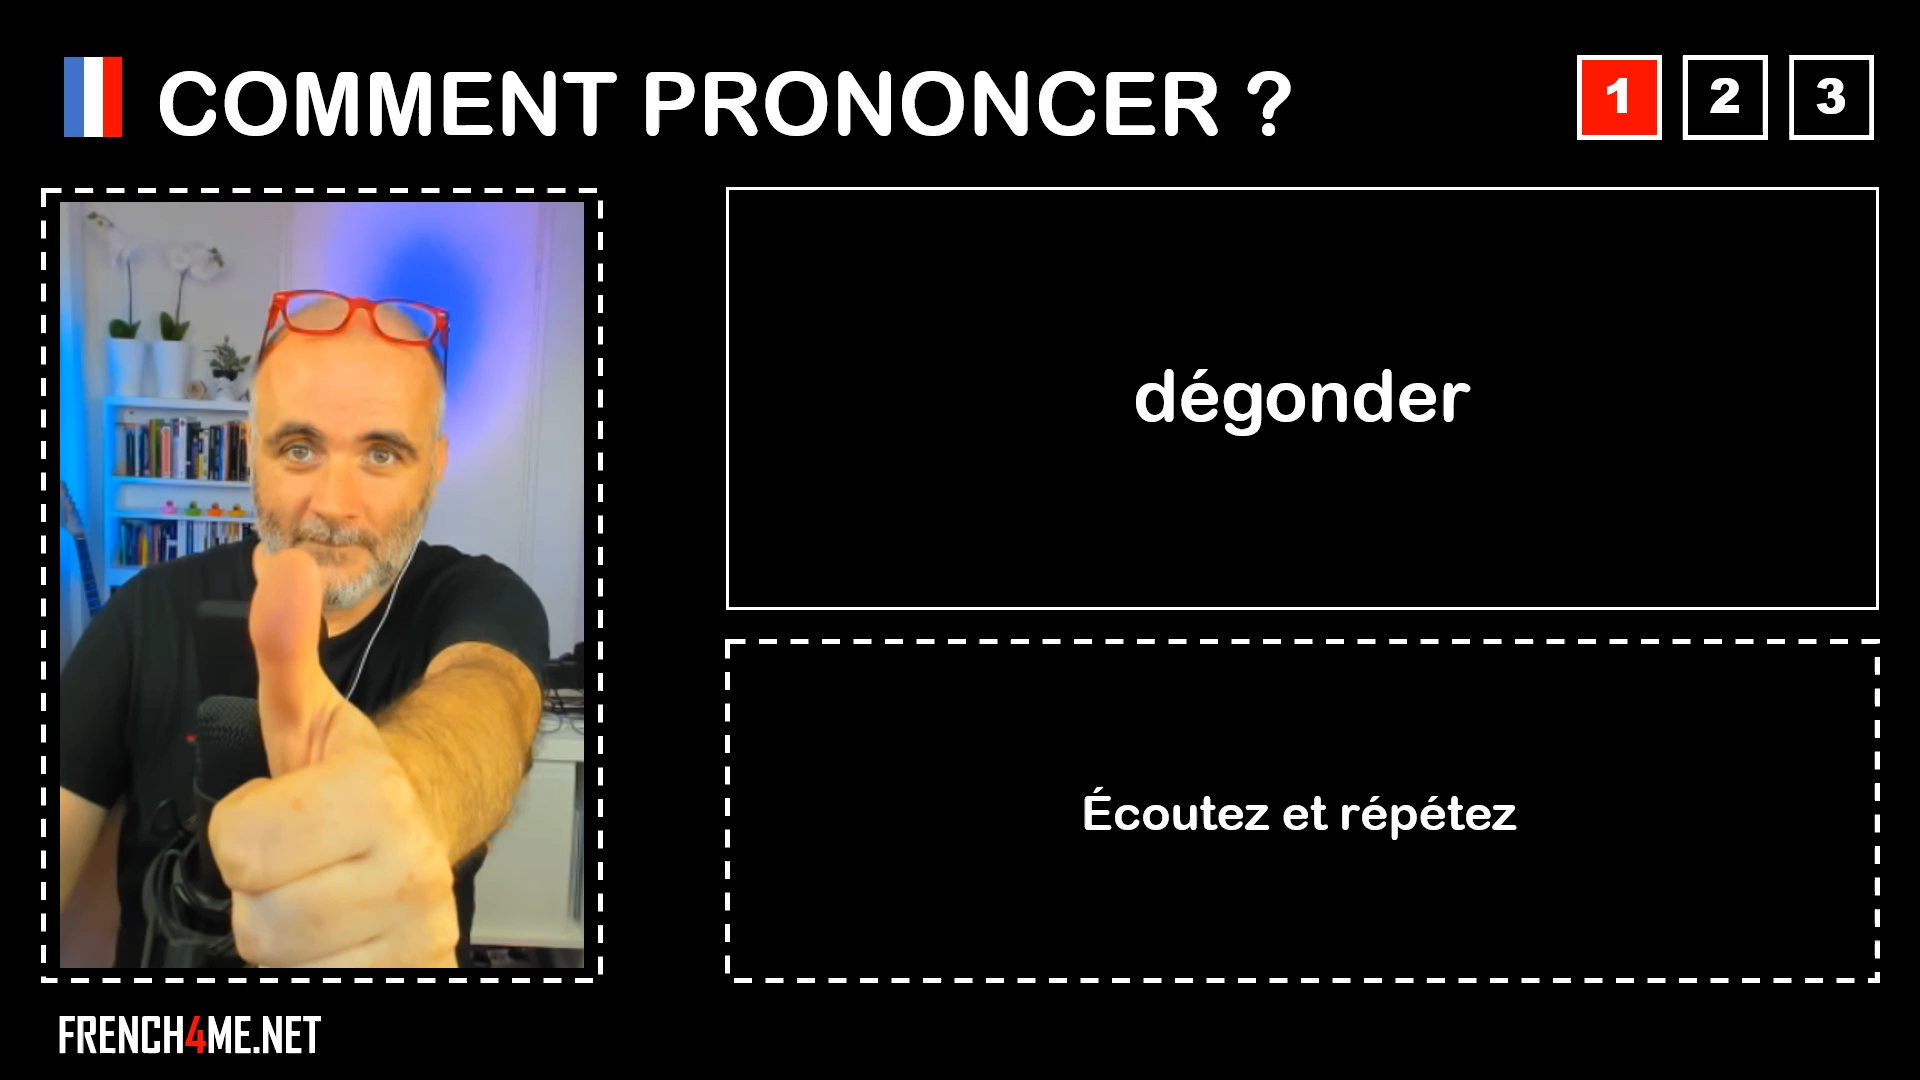 COMMENT PRONONCER ?
1 2 3
dégonder
Écoutez et répétez
FRENCH4ME.NET